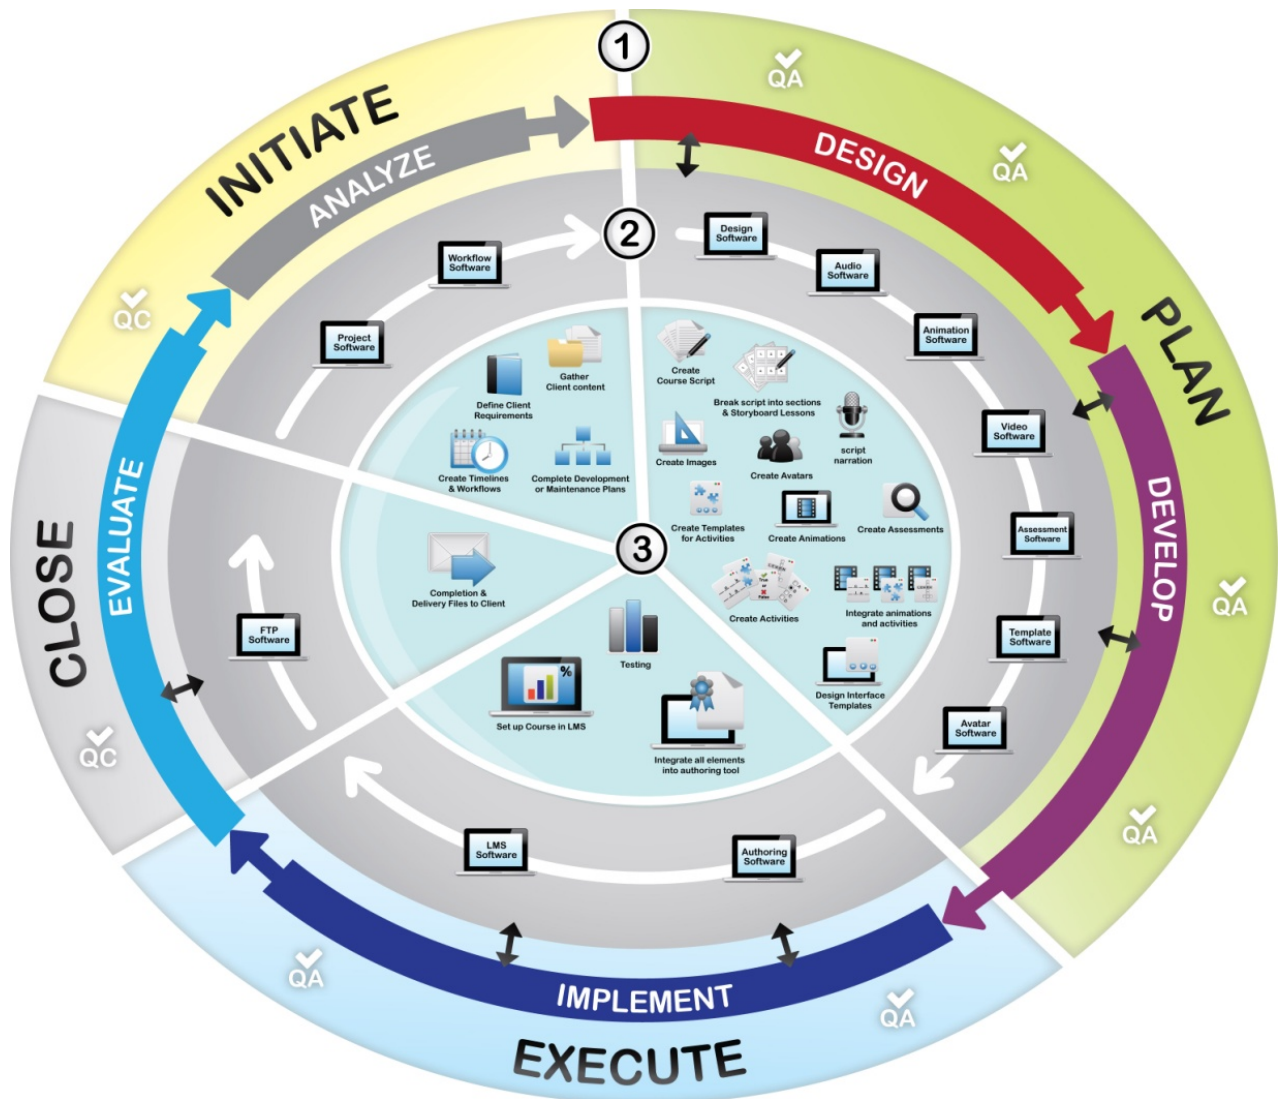 1
INITIATE
ANALYZE
QC
PLAN
DESIGN
QA
QA
DEVELOP
QA
QA
EXECUTE
IMPLEMENT
QA
QA
CLOSE
EVALUATE
QC
2
Workflow
Software
Project
Software
Design
Software
Audio
Software
Animation
Software
Video
Software
Assessment
Software
Template
Software
Avatar
Software
Authoring
Software
LMS
Software
FTP
Software
3
Gather
Client content
Define Client
Requirements
Create Timelines
& Workflows
Complete Development
or Maintenance Plans
Create
Course Script
Break script into sections
& Storyboard Lessons
script
narration
Create Images
Create Avatars
Create Templates
for Activities
Create Animations
Create Assessments
Create Activities
True
or
False
Integrate animations
and activities
Design Interface
Templates
Testing
%
Set up Course in LMS
Integrate all elements
into authoring tool
Completion &
Delivery Files to Client